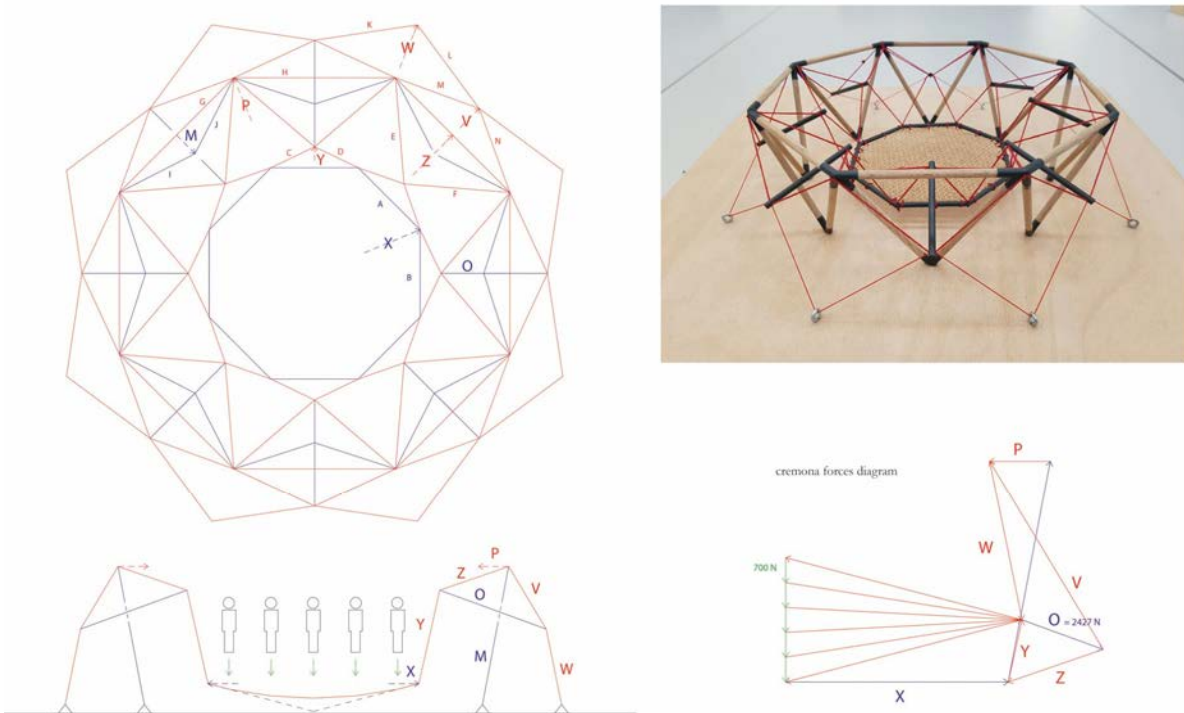 K
W
L
H
G
P
M
V
M
J
E
N
C
Y
D
Z
I
F
A
X
B
O
P
Z
V
O
Y
M
X
W
cremona forces diagram
P
W
700 N
V
O = 2427 N
Y
Z
X